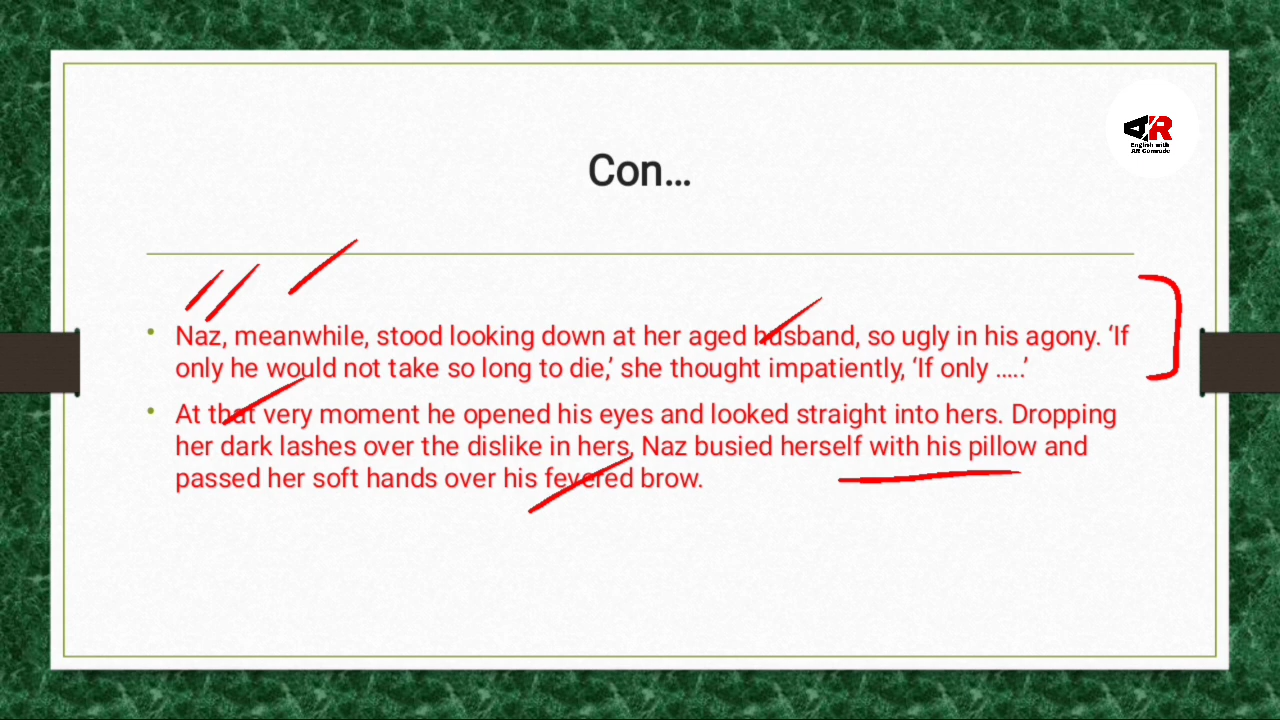 AR
English with
AR Comrade
Con…
• Naz, meanwhile, stood looking down at her aged husband, so ugly in his agony. ‘If
only he would not take so long to die,’ she thought impatiently, ‘If only …..’
• At that very moment he opened his eyes and looked straight into hers. Dropping
her dark lashes over the dislike in hers, Naz busied herself with his pillow and
passed her soft hands over his fevered brow.